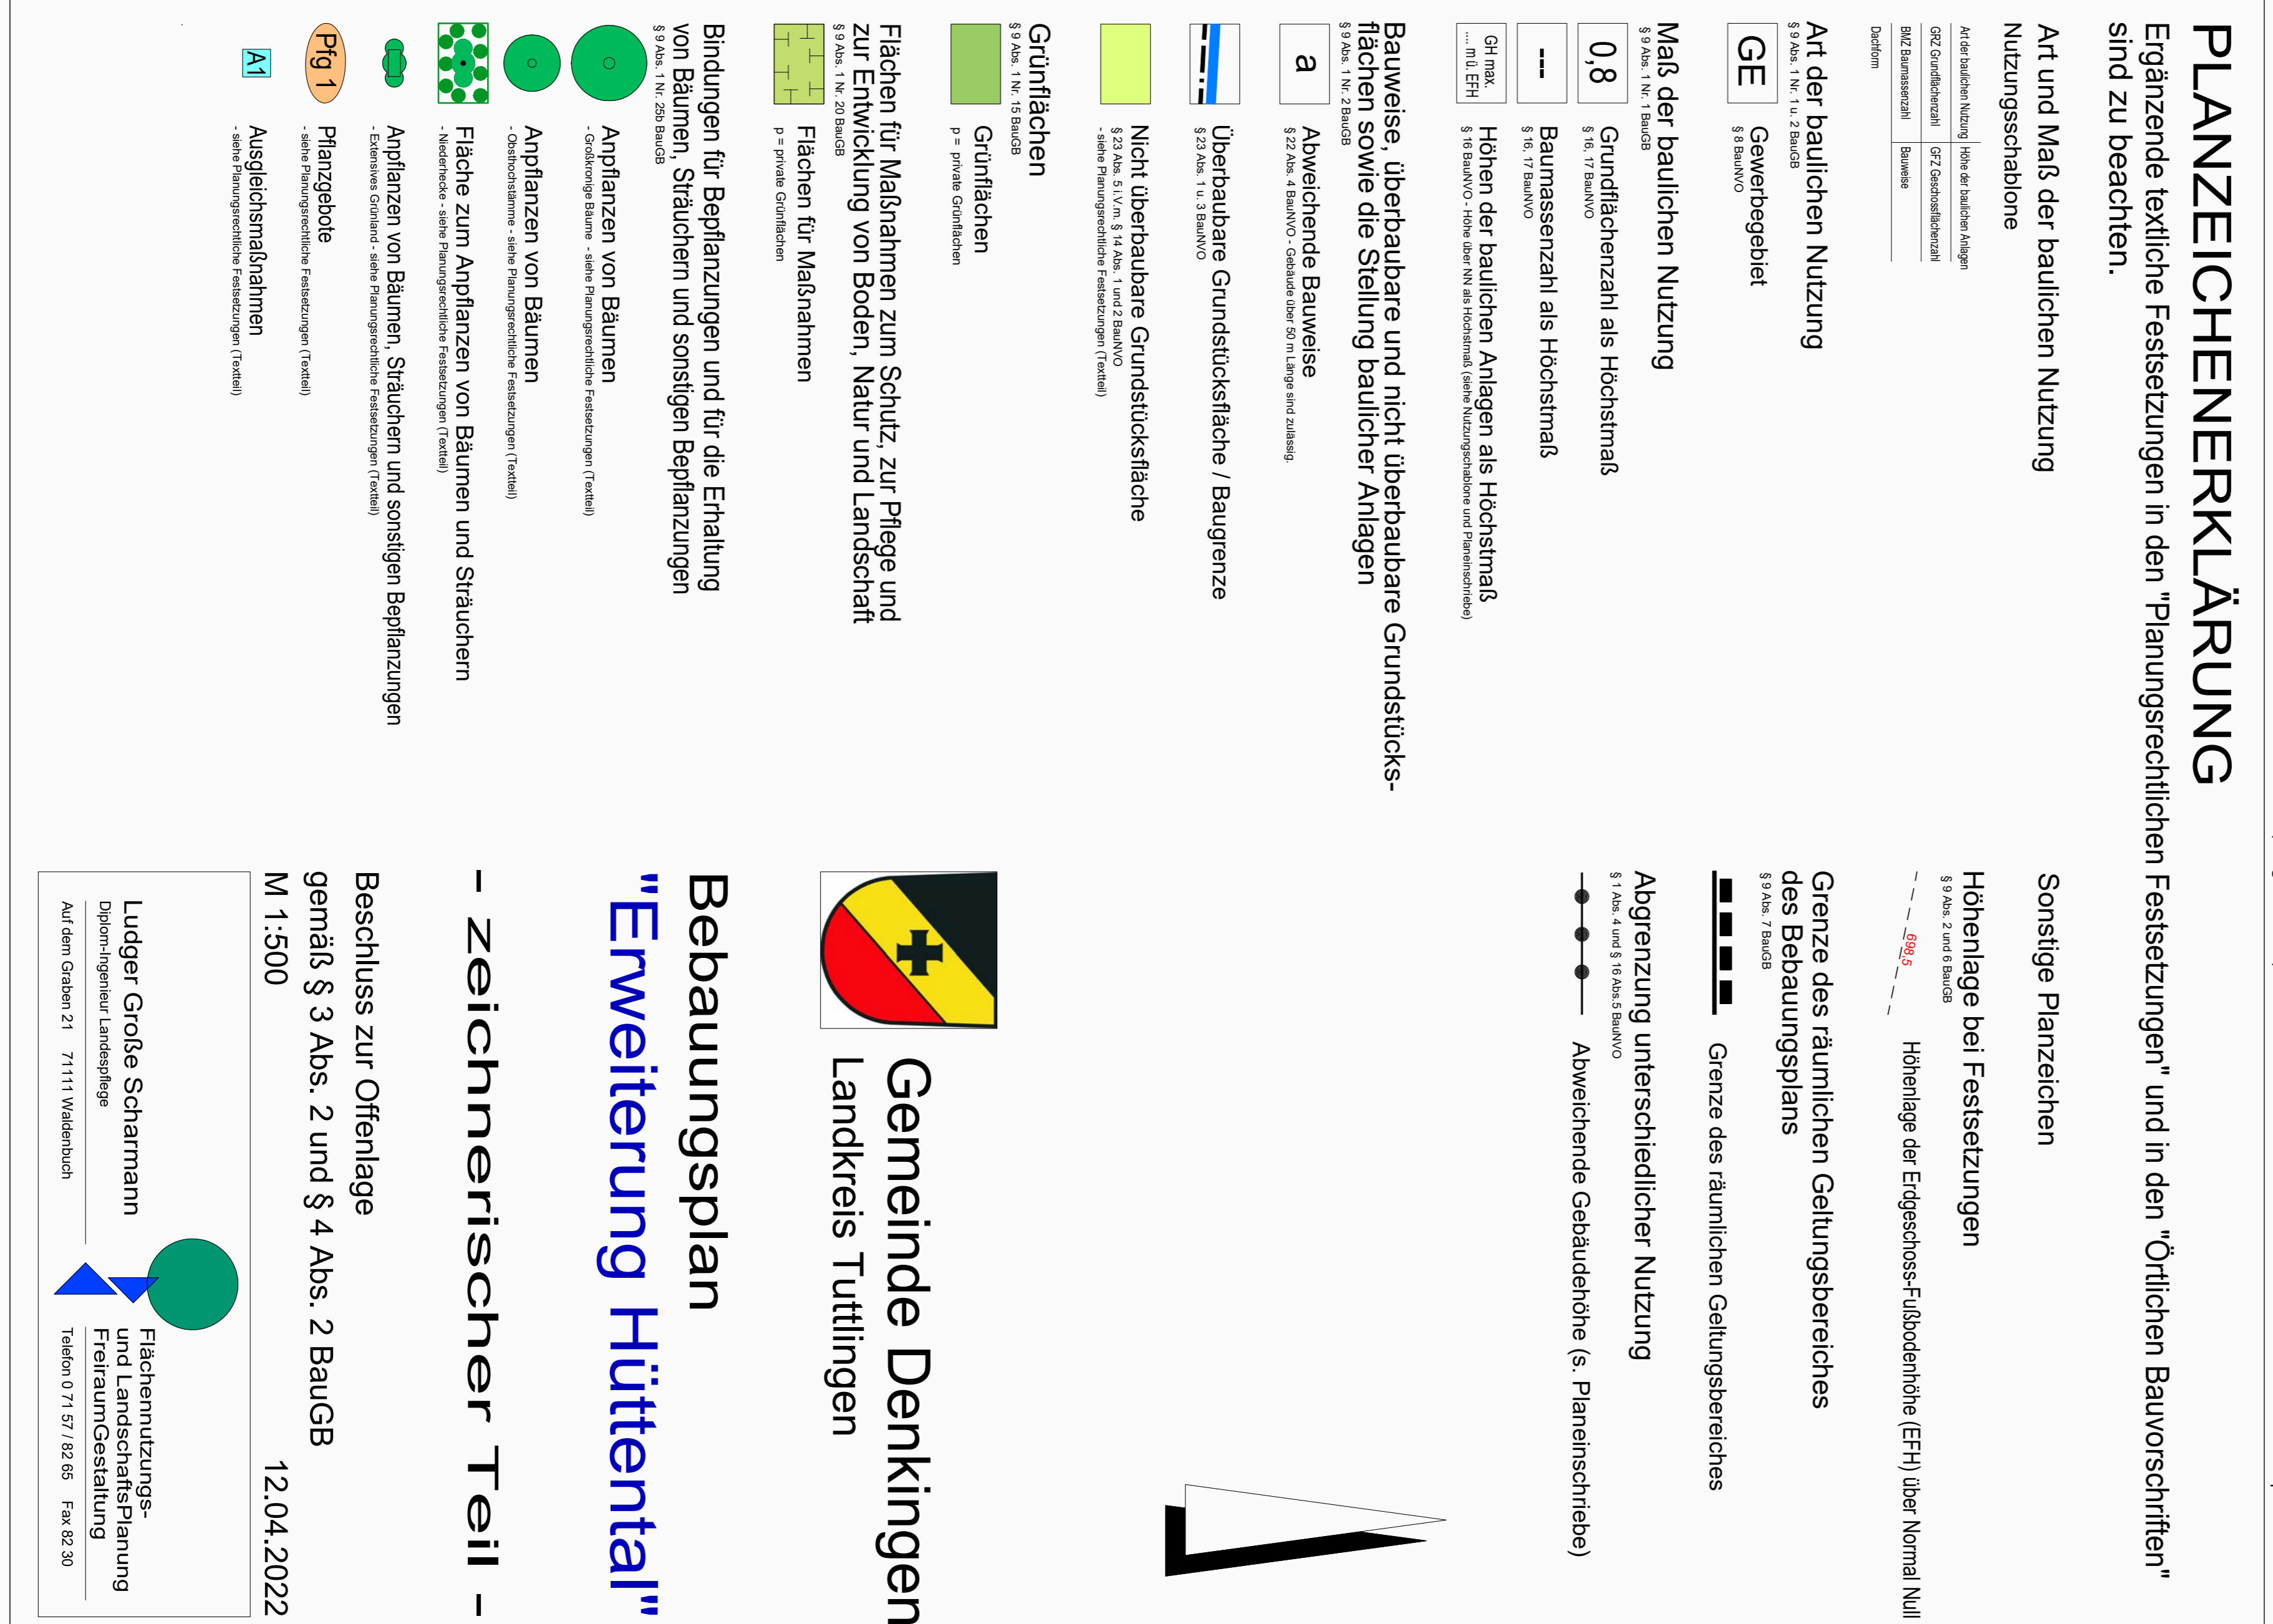 PLANZEICHENERKLÄRUNG
Ergänzende textliche Festsetzungen in den "Planungsrechtlichen Festsetzungen" und in den "Örtlichen Bauvorschriften"
sind zu beachten.
Art und Maß der baulichen Nutzung
Nutzungsschablone
Art der baulichen Nutzung Höhe der baulichen Anlagen
GRZ Grundflächenzahl GFZ Geschossflächenzahl
BMZ Baumassenzahl Bauweise
Dachform
Art der baulichen Nutzung
§ 9 Abs. 1 Nr. 1 u. 2 BauGB
GE Gewerbegebiet
§ 8 BauNVO
Maß der baulichen Nutzung
§ 9 Abs. 1 Nr. 1 BauGB
0,8 Grundflächenzahl als Höchstmaß
§ 16, 17 BauNVO
--- Baumassenzahl als Höchstmaß
§ 16, 17 BauNVO
GH max.
.... m ü. EFH
Höhen der baulichen Anlagen als Höchstmaß
§ 16 BauNVO - Höhe über NN als Höchstmaß (siehe Nutzungschablone und Planeinschriebe)
Bauweise, überbaubare und nicht überbaubare Grundstücks-
flächen sowie die Stellung baulicher Anlagen
§ 9 Abs. 1 Nr. 2 BauGB
a Abweichende Bauweise
§ 22 Abs. 4 BauNVO - Gebäude über 50 m Länge sind zulässig.
Überbaubare Grundstücksfläche / Baugrenze
§ 23 Abs. 1 u. 3 BauNVO
Nicht überbaubare Grundstücksfläche
§ 23 Abs. 5 i.V.m. § 14 Abs. 1 und 2 BauNVO
- siehe Planungsrechtliche Festsetzungen (Textteil)
Grünflächen
§ 9 Abs. 1 Nr. 15 BauGB
Grünflächen
p = private Grünflächen
Flächen für Maßnahmen zum Schutz, zur Pflege und
zur Entwicklung von Boden, Natur und Landschaft
§ 9 Abs. 1 Nr. 20 BauGB
Flächen für Maßnahmen
p = private Grünflächen
Bindungen für Bepflanzungen und für die Erhaltung
von Bäumen, Sträuchern und sonstigen Bepflanzungen
§ 9 Abs. 1 Nr. 25b BauGB
Anpflanzen von Bäumen
- Großkronige Bäume - siehe Planungsrechtliche Festsetzungen (Textteil)
Anpflanzen von Bäumen
- Obsthochstämme - siehe Planungsrechtliche Festsetzungen (Textteil)
Fläche zum Anpflanzen von Bäumen und Sträuchern
- Niederhecke - siehe Planungsrechtliche Festsetzungen (Textteil)
Anpflanzen von Bäumen, Sträuchern und sonstigen Bepflanzungen
- Extensives Grünland - siehe Planungsrechtliche Festsetzungen (Textteil)
Pfg 1 Pflanzgebote
- siehe Planungsrechtliche Festsetzungen (Textteil)
A1 Ausgleichsmaßnahmen
- siehe Planungsrechtliche Festsetzungen (Textteil)
Sonstige Planzeichen
Höhenlage bei Festsetzungen
§ 9 Abs. 2 und 6 BauGB
698,5 Höhenlage der Erdgeschoss-Fußbodenhöhe (EFH) über Normal Null
Grenze des räumlichen Geltungsbereiches
des Bebauungsplans
§ 9 Abs. 7 BauGB
Grenze des räumlichen Geltungsbereiches
Abgrenzung unterschiedlicher Nutzung
§ 1 Abs. 4 und § 16 Abs.5 BauNVO
Abweichende Gebäudehöhe (s. Planeinschriebe)
Gemeinde Denkingen
Landkreis Tuttlingen
Bebauungsplan
"Erweiterung Hüttental"
- zeichnerischer Teil -
Beschluss zur Offenlage
gemäß § 3 Abs. 2 und § 4 Abs. 2 BauGB
M 1:500 12.04.2022
Ludger Große Scharmann
Diplom-Ingenieur Landespflege
Auf dem Graben 21 71111 Waldenbuch
Flächennutzungs-
und LandschaftsPlanung
FreiraumGestaltung
Telefon 0 71 57 / 82 65 Fax 82 30